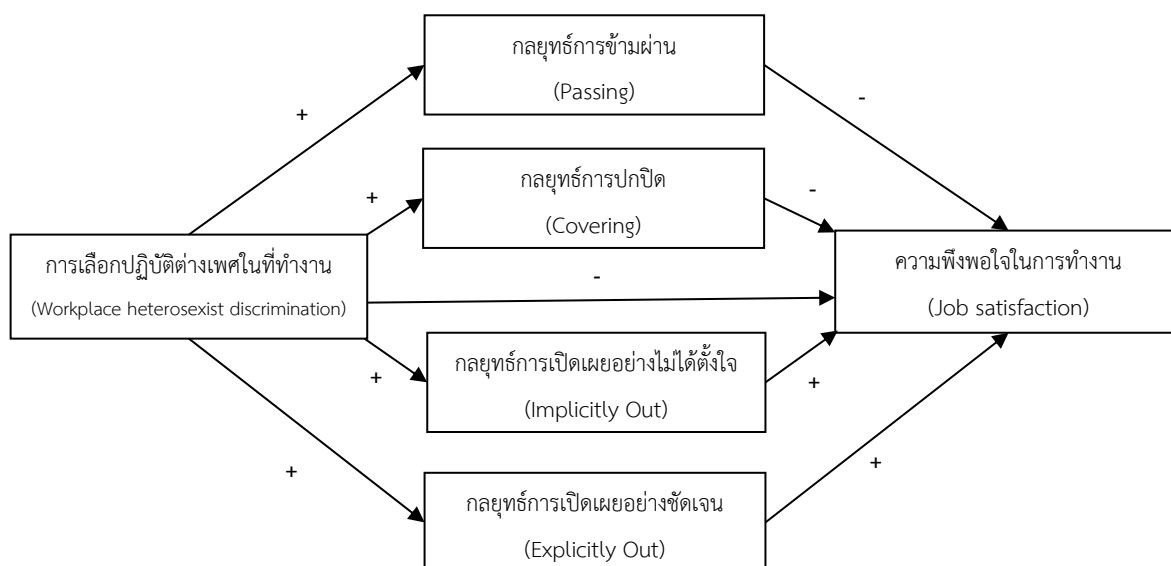 กลยุทธ์การข้ามผ่าน
(Passing)
+
-
กลยุทธ์การปกปิด
(Covering)
+
-
การเลือกปฏิบัติต่างเพศในที่ทำงาน
(Workplace heterosexist discrimination)
-
ความพึงพอใจในการทำงาน
(Job satisfaction)
กลยุทธ์การเปิดเผยอย่างไม่ได้ตั้งใจ
(Implicitly Out)
+
+
กลยุทธ์การเปิดเผยอย่างชัดเจน
(Explicitly Out)
+
+